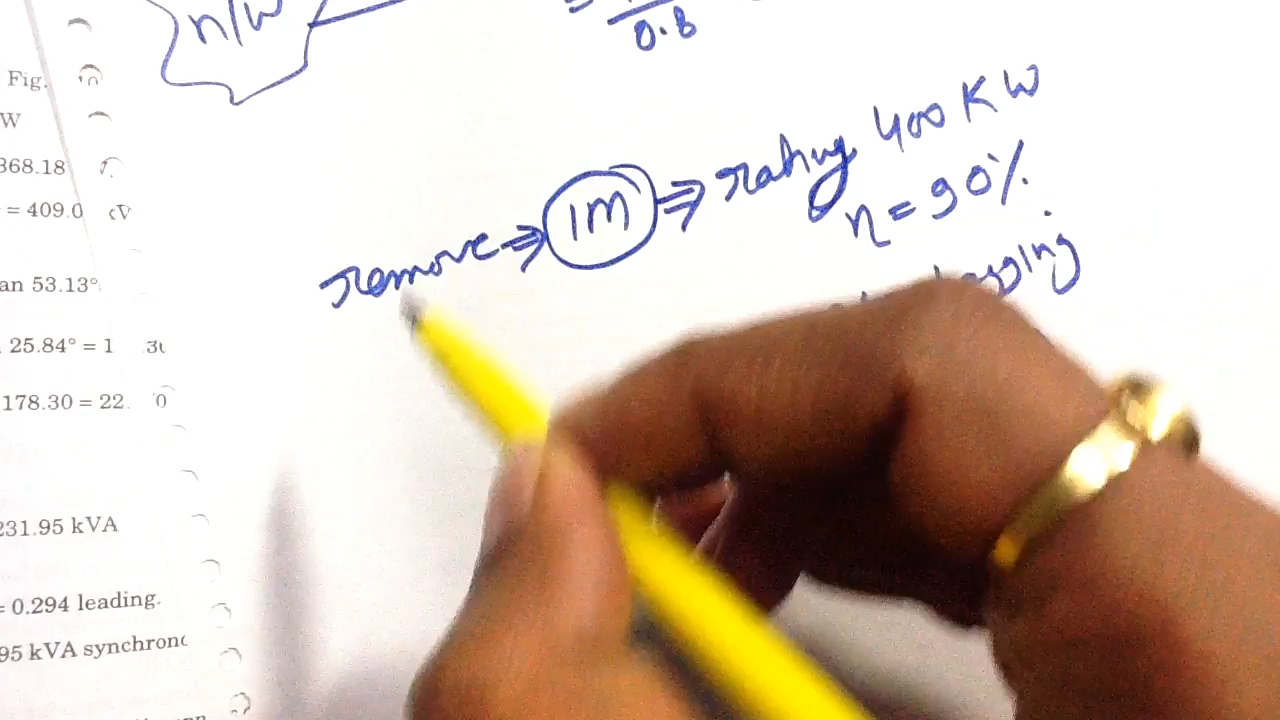 n/w
=
0.8
Fig.
W
368.18
= 409.0
an 53.13°
25.84° = 1
178.30 = 22.
231.95 kVA
= 0.294 leading.
95 kVA synchrono
remove ⇒ IM ⇒ rating 400 KW
η = 90%
lagging